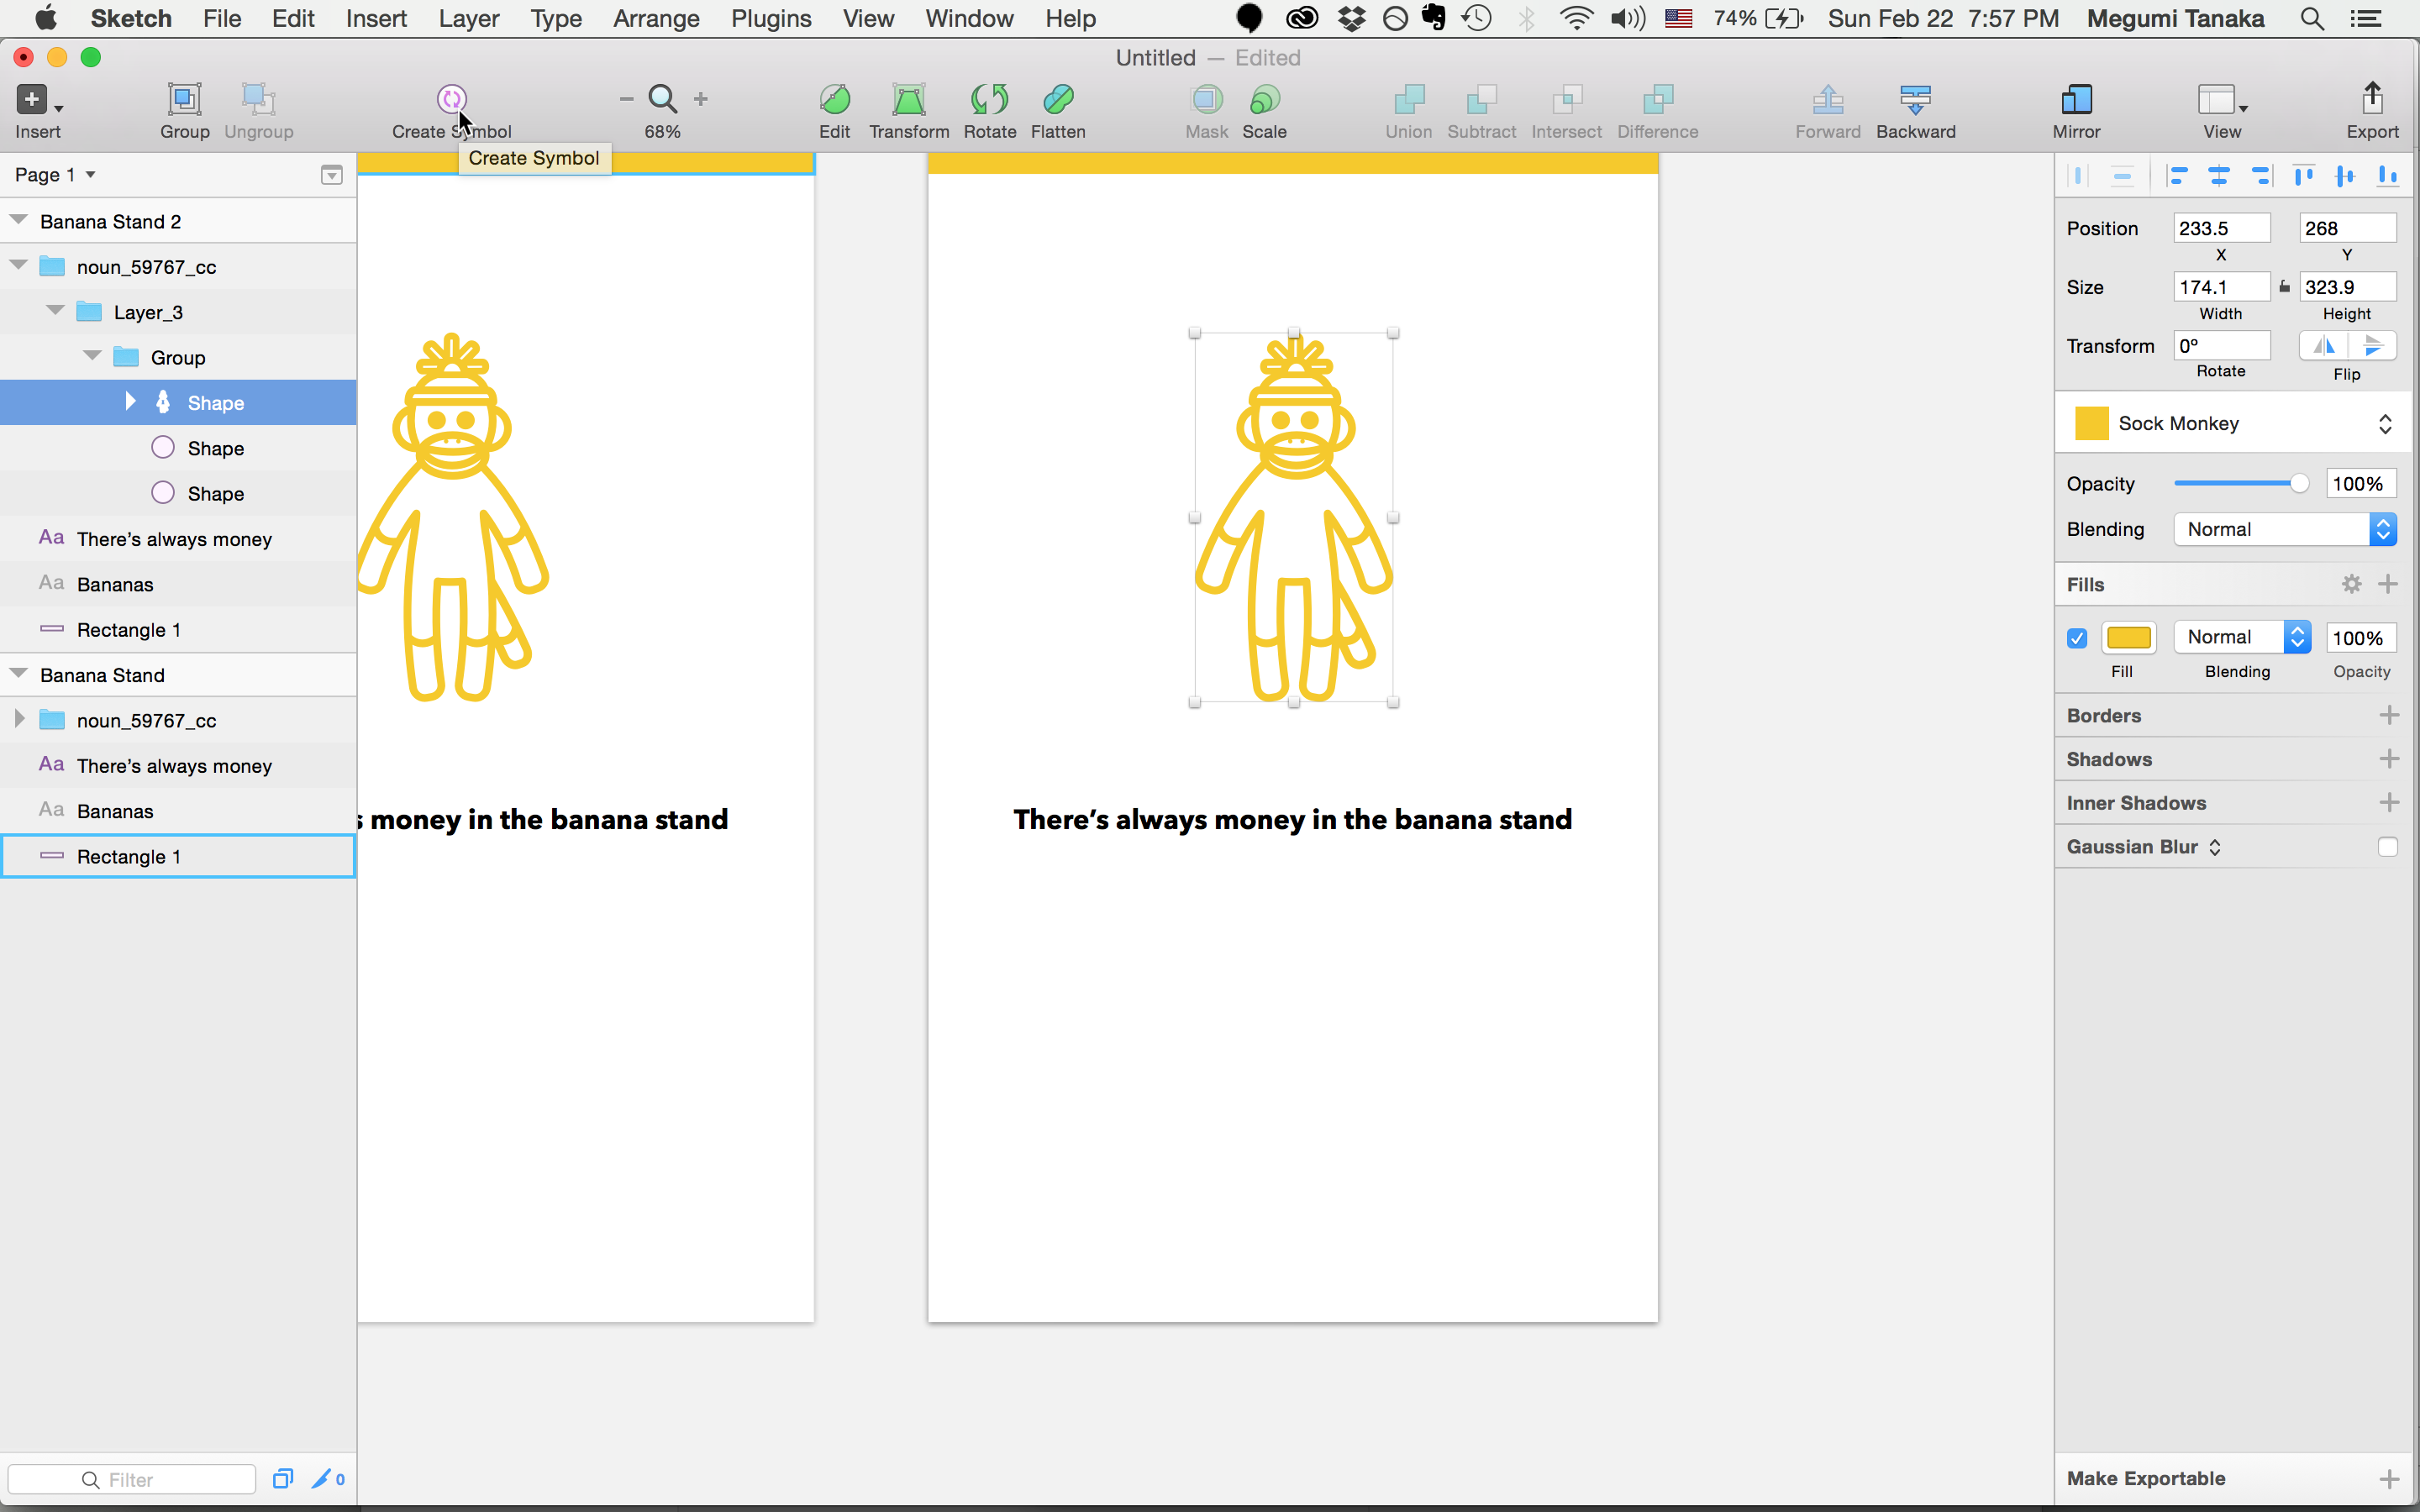 Sketch File Edit Insert Layer Type Arrange Plugins View Window Help 74% Sun Feb 22 7:57 PM Megumi Tanaka
Untitled — Edited
Insert Group Ungroup Create Symbol 68% Edit Transform Rotate Flatten Mask Scale Union Subtract Intersect Difference Forward Backward Mirror View Export
Create Symbol
Page 1
Banana Stand 2
noun_59767_cc
Layer_3
Group
Shape
Shape
Shape
Aa There’s always money
Aa Bananas
Rectangle 1
Banana Stand
noun_59767_cc
Aa There’s always money
Aa Bananas
Rectangle 1
Filter 0
s money in the banana stand
There’s always money in the banana stand
Position 233.5 268
X Y
Size 174.1 323.9
Width Height
Transform 0°
Rotate Flip
Sock Monkey
Opacity 100%
Blending Normal
Fills
Normal 100%
Fill Blending Opacity
Borders
Shadows
Inner Shadows
Gaussian Blur
Make Exportable